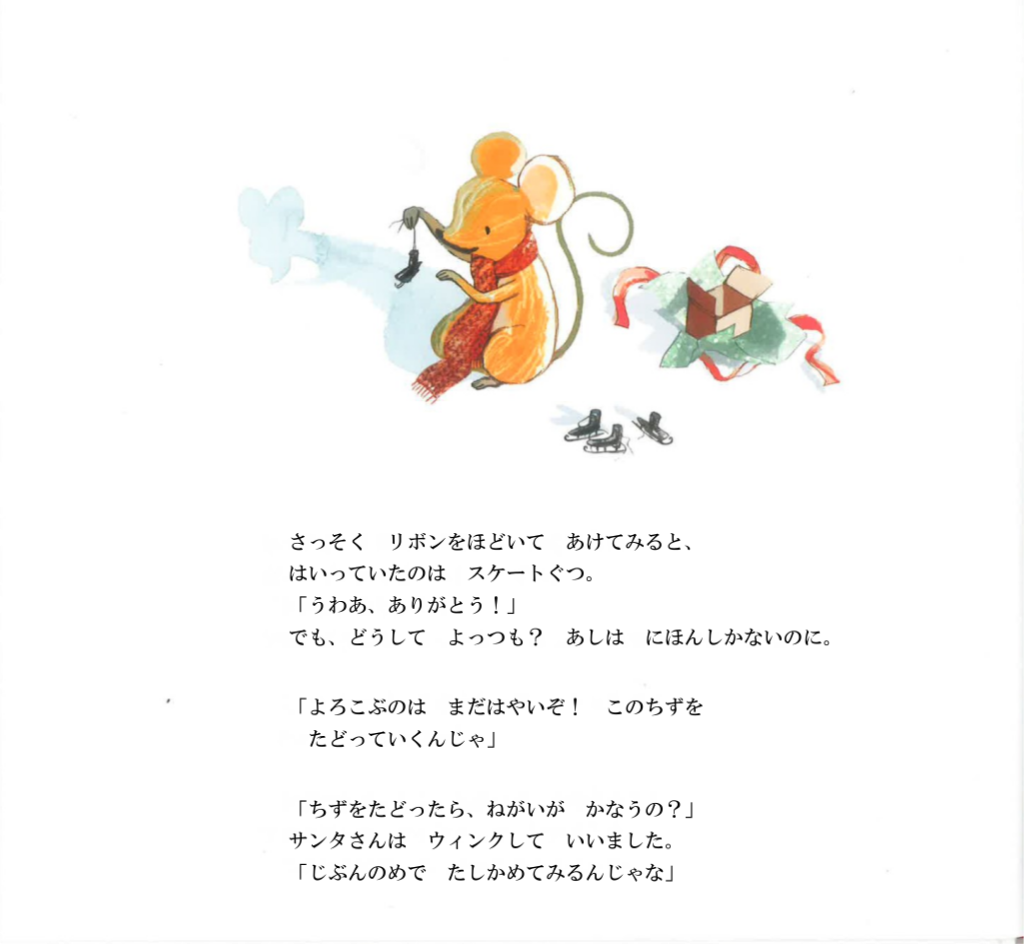 さっそく　リボンをほどいて　あけてみると、
はいっていたのは　スケートぐつ。
「うわあ、ありがとう！」
でも、どうして　よっつも？　あしは　にほんしかないのに。
「よろこぶのは　まだはやいぞ！　このちずを
　たどっていくんじゃ」
「ちずをたどったら、ねがいが　かなうの？」
サンタさんは　ウィンクして　いいました。
「じぶんのめで　たしかめてみるんじゃな」